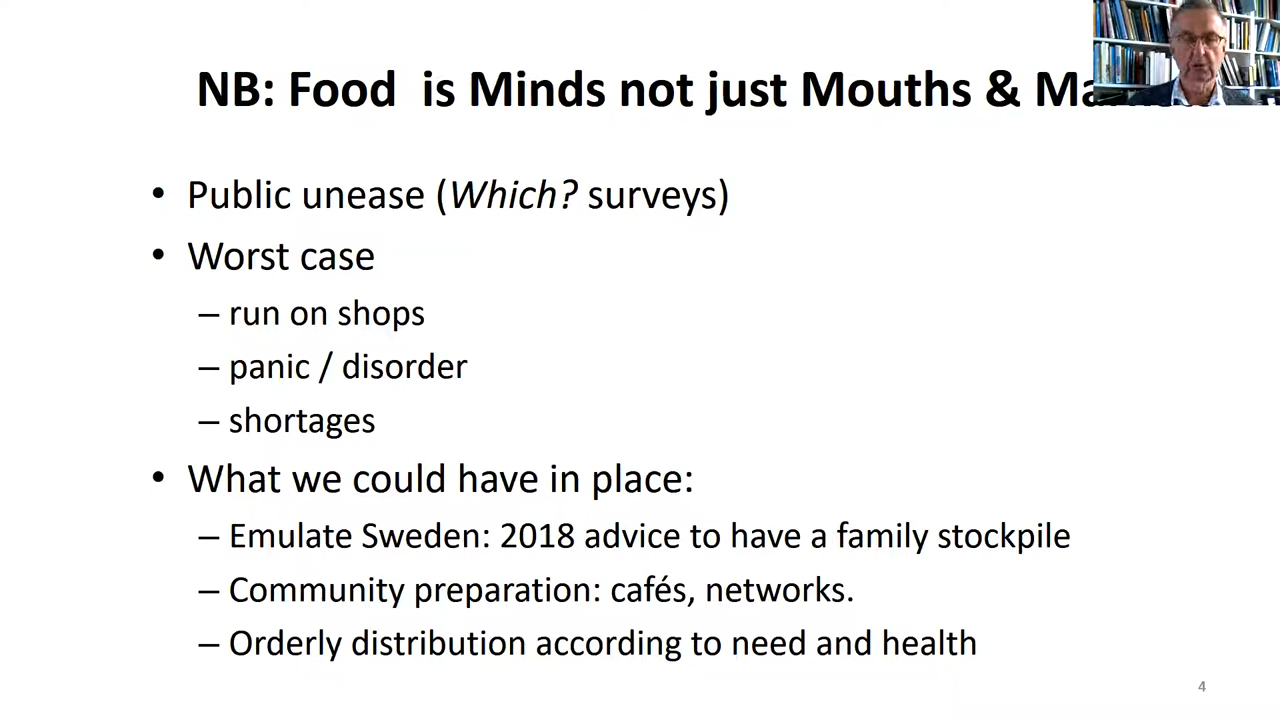 NB: Food is Minds not just Mouths &
• Public unease (Which? surveys)
• Worst case
– run on shops
– panic / disorder
– shortages
• What we could have in place:
– Emulate Sweden: 2018 advice to have a family stockpile
– Community preparation: cafés, networks.
– Orderly distribution according to need and health
4